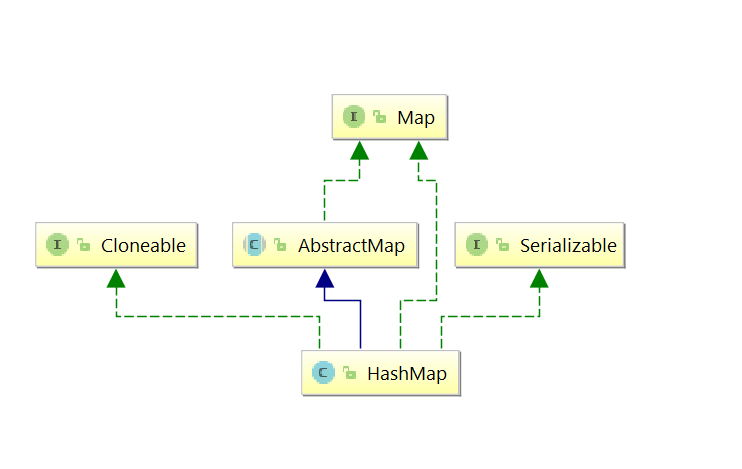 I Map
I Cloneable
C AbstractMap
I Serializable
C HashMap